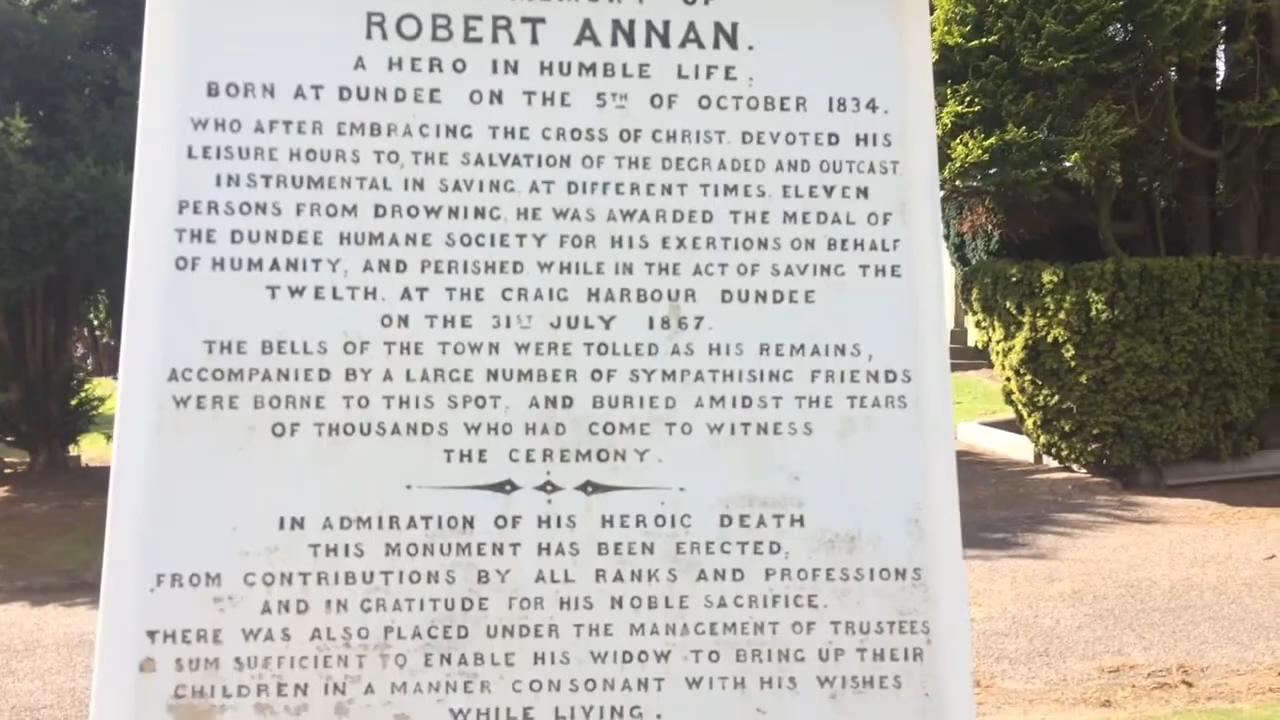 MEMORY OF
ROBERT ANNAN.
A HERO IN HUMBLE LIFE;
BORN AT DUNDEE ON THE 5TH OF OCTOBER 1834.
WHO AFTER EMBRACING THE CROSS OF CHRIST. DEVOTED HIS
LEISURE HOURS TO, THE SALVATION OF THE DEGRADED AND OUTCAST.
INSTRUMENTAL IN SAVING, AT DIFFERENT TIMES, ELEVEN
PERSONS FROM DROWNING, HE WAS AWARDED THE MEDAL OF
THE DUNDEE HUMANE SOCIETY FOR HIS EXERTIONS ON BEHALF
OF HUMANITY, AND PERISHED, WHILE IN THE ACT OF SAVING THE
TWELTH, AT THE CRAIG HARBOUR DUNDEE
ON THE 31ST JULY 1867.
THE BELLS OF THE TOWN WERE TOLLED AS HIS REMAINS,
ACCOMPANIED BY A LARGE NUMBER OF SYMPATHISING FRIENDS
WERE BORNE TO THIS SPOT, AND BURIED AMIDST THE TEARS
OF THOUSANDS WHO HAD COME TO WITNESS
THE CEREMONY.
IN ADMIRATION OF HIS HEROIC DEATH
THIS MONUMENT HAS BEEN ERECTED,
FROM CONTRIBUTIONS BY ALL RANKS AND PROFESSIONS
AND IN GRATITUDE FOR HIS NOBLE SACRIFICE.
THERE WAS ALSO PLACED UNDER THE MANAGEMENT OF TRUSTEES
A SUM SUFFICIENT TO ENABLE HIS WIDOW TO BRING UP THEIR
CHILDREN IN A MANNER CONSONANT WITH HIS WISHES
WHILE LIVING.